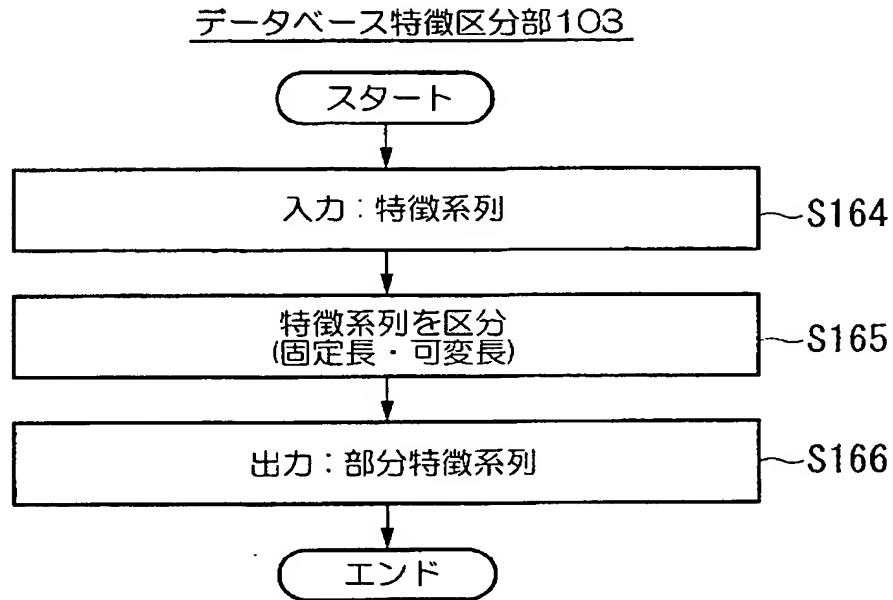 データベース特徴区分部103
スタート
入力：特徴系列
S164
特徴系列を区分
(固定長・可変長)
S165
出力：部分特徴系列
S166
エンド